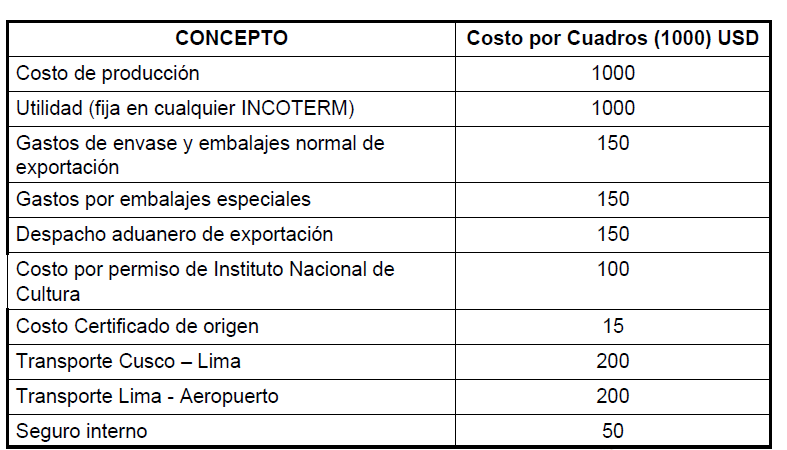 CONCEPTO Costo por Cuadros (1000) USD
Costo de producción 1000
Utilidad (fija en cualquier INCOTERM) 1000
Gastos de envase y embalajes normal de 150
exportación
Gastos por embalajes especiales 150
Despacho aduanero de exportación 150
Costo por permiso de Instituto Nacional de 100
Cultura
Costo Certificado de origen 15
Transporte Cusco – Lima 200
Transporte Lima - Aeropuerto 200
Seguro interno 50